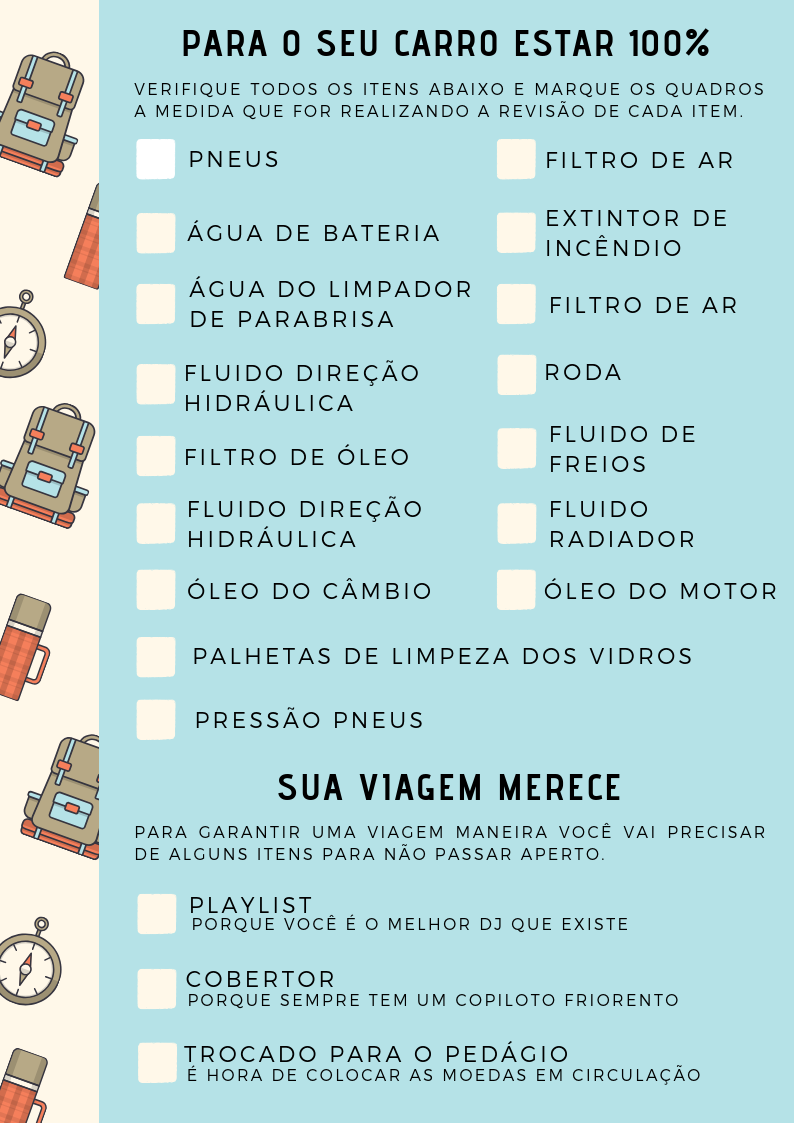 PARA O SEU CARRO ESTAR 100%
VERIFIQUE TODOS OS ITENS ABAIXO E MARQUE OS QUADROS
A MEDIDA QUE FOR REALIZANDO A REVISÃO DE CADA ITEM.
PNEUS
ÁGUA DE BATERIA
ÁGUA DO LIMPADOR
DE PARABRISA
FLUIDO DIREÇÃO
HIDRÁULICA
FILTRO DE ÓLEO
FLUIDO DIREÇÃO
HIDRÁULICA
ÓLEO DO CÂMBIO
FILTRO DE AR
EXTINTOR DE
INCÊNDIO
FILTRO DE AR
RODA
FLUIDO DE
FREIOS
FLUIDO
RADIADOR
ÓLEO DO MOTOR
PALHETAS DE LIMPEZA DOS VIDROS
PRESSÃO PNEUS
SUA VIAGEM MERECE
PARA GARANTIR UMA VIAGEM MANEIRA VOCÊ VAI PRECISAR
DE ALGUNS ITENS PARA NÃO PASSAR APERTO.
PLAYLIST
PORQUE VOCÊ É O MELHOR DJ QUE EXISTE
COBERTOR
PORQUE SEMPRE TEM UM COPILOTO FRIORENTO
TROCADO PARA O PEDÁGIO
É HORA DE COLOCAR AS MOEDAS EM CIRCULAÇÃO